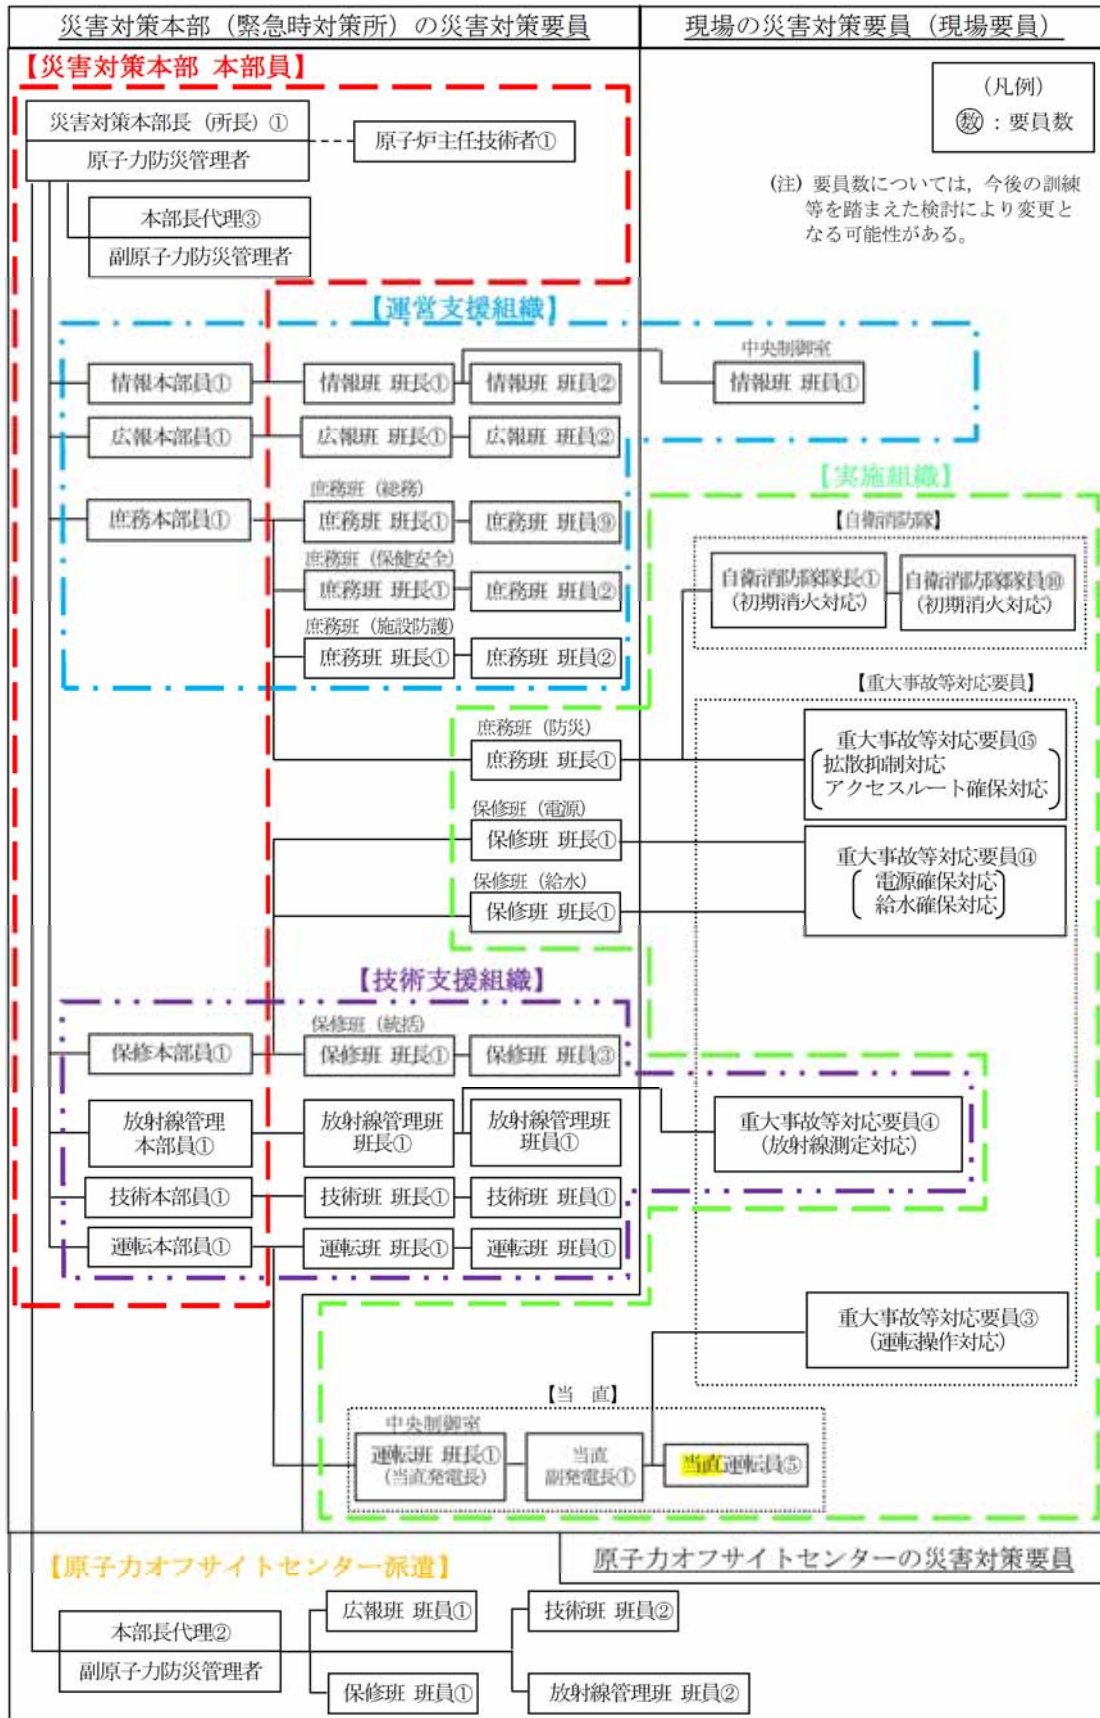 災害対策本部（緊急時対策所）の災害対策要員
現場の災害対策要員（現場要員）
【災害対策本部 本部員】
(凡例)
㊥数：要員数
災害対策本部長（所長）①
原子力防災管理者
原子炉主任技術者①
(注) 要員数については，今後の訓練
等を踏まえた検討により変更と
なる可能性がある。
本部長代理③
副原子力防災管理者
【運営支援組織】
中央制御室
情報本部員①
情報班 班長①
情報班 班員②
情報班 班員①
広報本部員①
広報班 班長①
広報班 班員②
【実施組織】
庶務班（総務）
庶務本部員①
庶務班 班長①
庶務班 班員⑨
【自衛消防隊】
庶務班（保健安全）
庶務班 班長①
庶務班 班員②
自衛消防隊隊長①
(初期消火対応)
自衛消防隊隊員⑩
(初期消火対応)
庶務班（施設防護）
庶務班 班長①
庶務班 班員②
【重大事故等対応要員】
庶務班（防災）
庶務班 班長①
重大事故等対応要員⑮
拡散抑制対応
アクセスルート確保対応
保修班（電源）
保修班 班長①
重大事故等対応要員⑭
電源確保対応
給水確保対応
保修班（給水）
保修班 班長①
【技術支援組織】
保修班（統括）
保修本部員①
保修班 班長①
保修班 班員③
放射線管理
本部員①
放射線管理班
班長①
放射線管理班
班員①
重大事故等対応要員④
(放射線測定対応)
技術本部員①
技術班 班長①
技術班 班員①
運転本部員①
運転班 班長①
運転班 班員①
重大事故等対応要員③
(運転操作対応)
【当 直】
中央制御室
運転班 班長①
(当直発電長)
当直
副発電長①
当直運転員⑤
【原子力オフサイトセンター派遣】
原子力オフサイトセンターの災害対策要員
広報班 班員①
技術班 班員②
本部長代理②
副原子力防災管理者
保修班 班員①
放射線管理班 班員②